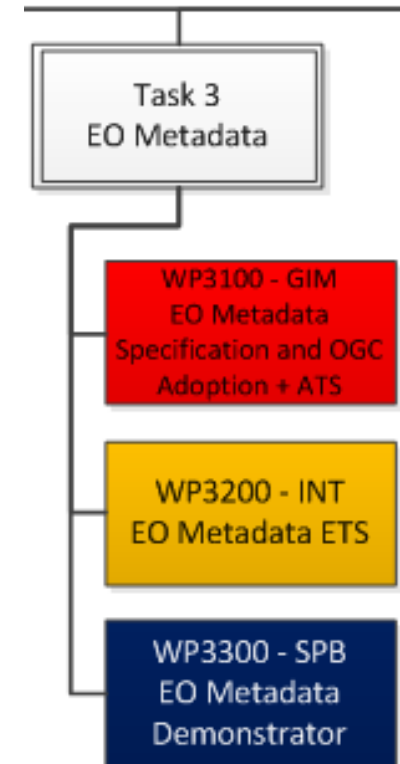 Task 3
EO Metadata
WP3100 - GIM
EO Metadata
Specification and OGC
Adoption + ATS
WP3200 - INT
EO Metadata ETS
WP3300 - SPB
EO Metadata
Demonstrator